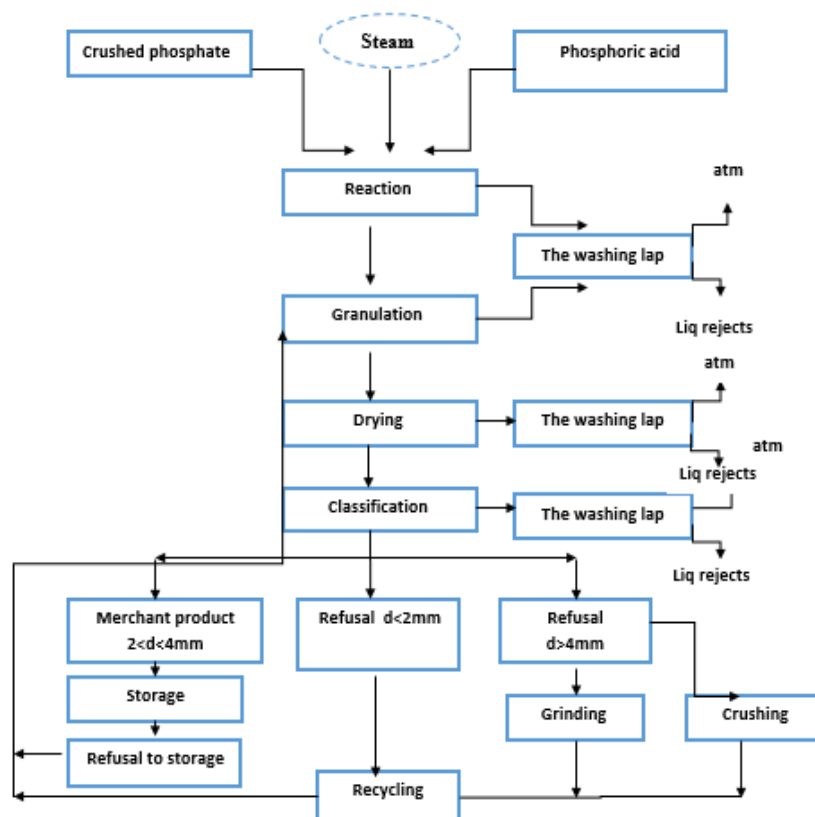 Steam
Crushed phosphate
Phosphoric acid
Reaction
atm
The washing lap
Granulation
Liq rejects
atm
Drying
The washing lap
atm
Liq rejects
Classification
The washing lap
Liq rejects
Merchant product
2<d<4mm
Refusal d<2mm
Refusal
d>4mm
Storage
Grinding
Crushing
Refusal to storage
Recycling